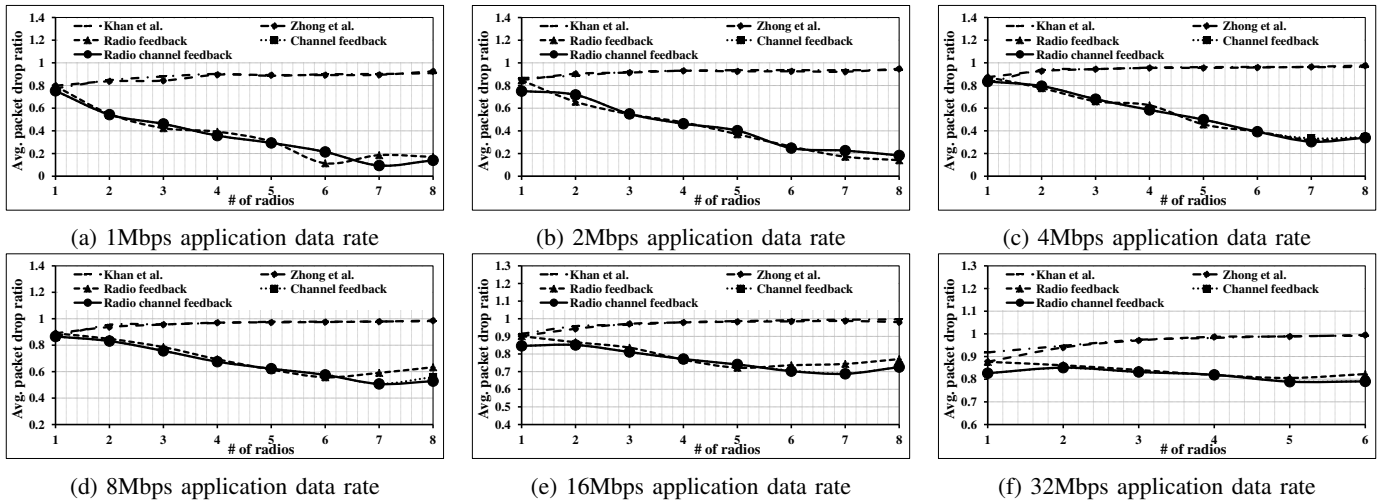 Avg. packet drop ratio
1.4
1.2
1
0.8
0.6
0.4
0.2
0
Khan et al.
Zhong et al.
Radio feedback
Channel feedback
Radio channel feedback
1 2 3 4 5 6 7 8
# of radios
(a) 1Mbps application data rate
Avg. packet drop ratio
1.4
1.2
1
0.8
0.6
0.4
0.2
0
Khan et al.
Zhong et al.
Radio feedback
Channel feedback
Radio channel feedback
1 2 3 4 5 6 7 8
# of radios
(b) 2Mbps application data rate
Avg. packet drop ratio
1.4
1.2
1
0.8
0.6
0.4
0.2
0
Khan et al.
Zhong et al.
Radio feedback
Channel feedback
Radio channel feedback
1 2 3 4 5 6 7 8
# of radios
(c) 4Mbps application data rate
Avg. packet drop ratio
1.4
1.2
1
0.8
0.6
0.4
0.2
Khan et al.
Zhong et al.
Radio feedback
Channel feedback
Radio channel feedback
1 2 3 4 5 6 7 8
# of radios
(d) 8Mbps application data rate
Avg. packet drop ratio
1.3
1.2
1.1
1
0.9
0.8
0.7
0.6
0.5
0.4
Khan et al.
Zhong et al.
Radio feedback
Channel feedback
Radio channel feedback
1 2 3 4 5 6 7 8
# of radios
(e) 16Mbps application data rate
Avg. packet drop ratio
1.3
1.2
1.1
1
0.9
0.8
0.7
0.6
Khan et al.
Zhong et al.
Radio feedback
Channel feedback
Radio channel feedback
1 2 3 4 5 6
# of radios
(f) 32Mbps application data rate